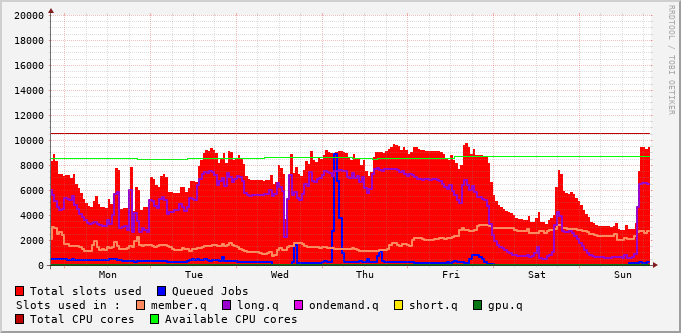 RRDTOOL / TOBI OETIKER
20000
18000
16000
14000
12000
10000
8000
6000
4000
2000
0
Mon Tue Wed Thu Fri Sat Sun
Total slots used Queued Jobs
Slots used in : member.q long.q ondemand.q short.q gpu.q
Total CPU cores Available CPU cores